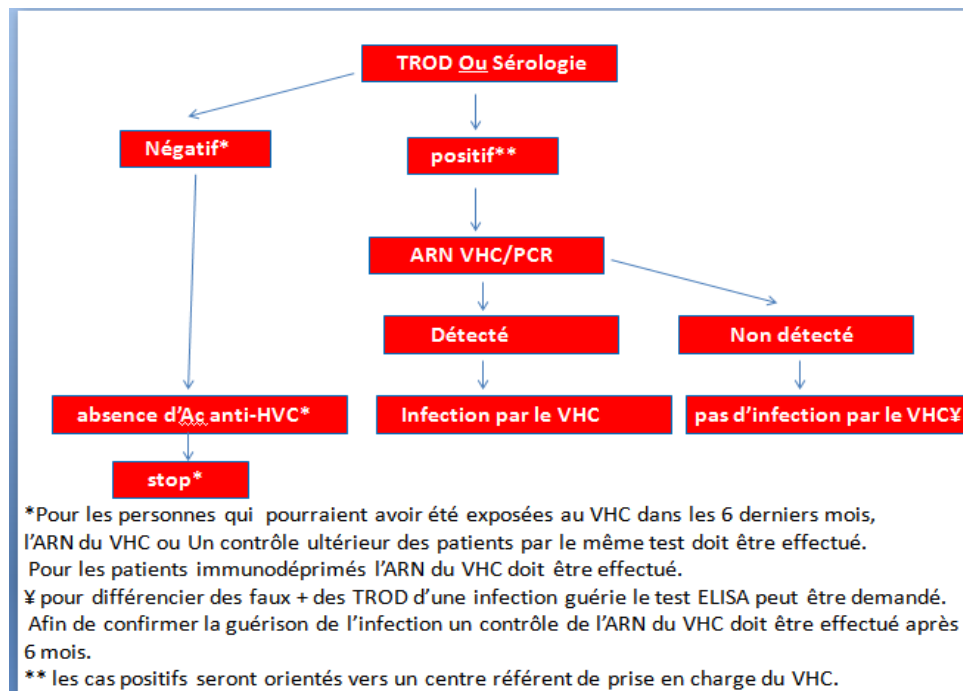 TROD Ou Sérologie
Négatif*
positif**
ARN VHC/PCR
Détecté
Non détecté
absence d’Ac anti-HVC*
Infection par le VHC
pas d’infection par le VHC¥
stop*
*Pour les personnes qui pourraient avoir été exposées au VHC dans les 6 derniers mois,
l’ARN du VHC ou Un contrôle ultérieur des patients par le même test doit être effectué.
Pour les patients immunodéprimés l’ARN du VHC doit être effectué.
¥ pour différencier des faux + des TROD d’une infection guérie le test ELISA peut être demandé.
Afin de confirmer la guérison de l’infection un contrôle de l’ARN du VHC doit être effectué après
6 mois.
** les cas positifs seront orientés vers un centre référent de prise en charge du VHC.